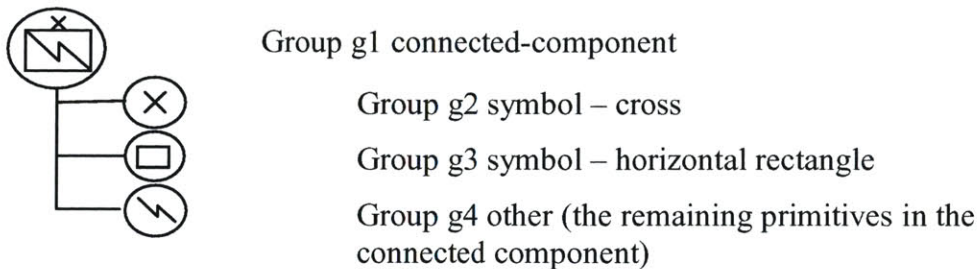 Group g1 connected-component
Group g2 symbol – cross
Group g3 symbol – horizontal rectangle
Group g4 other (the remaining primitives in the
connected component)